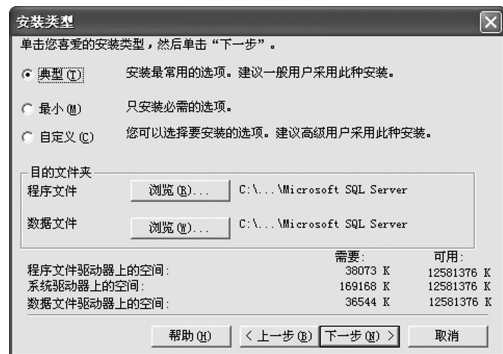 安装类型
单击您喜爱的安装类型，然后单击“下一步”。
典型(T) 安装最常用的选项。建议一般用户采用此种安装。
最小(M) 只安装必需的选项。
自定义(C) 您可以选择要安装的选项。建议高级用户采用此种安装。
目的文件夹
程序文件 浏览(R)... C:\...\Microsoft SQL Server
数据文件 浏览(W)... C:\...\Microsoft SQL Server
需要: 可用:
程序文件驱动器上的空间: 38073 K 12581376 K
系统驱动器上的空间: 169168 K 12581376 K
数据文件驱动器上的空间: 36544 K 12581376 K
帮助(H) < 上一步(B) 下一步(N) > 取消